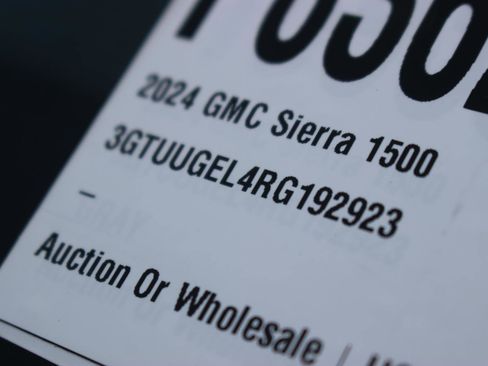 2024 GMC Sierra 1500
3GTUUGEL4RG192923
–
Auction Or Wholesale |